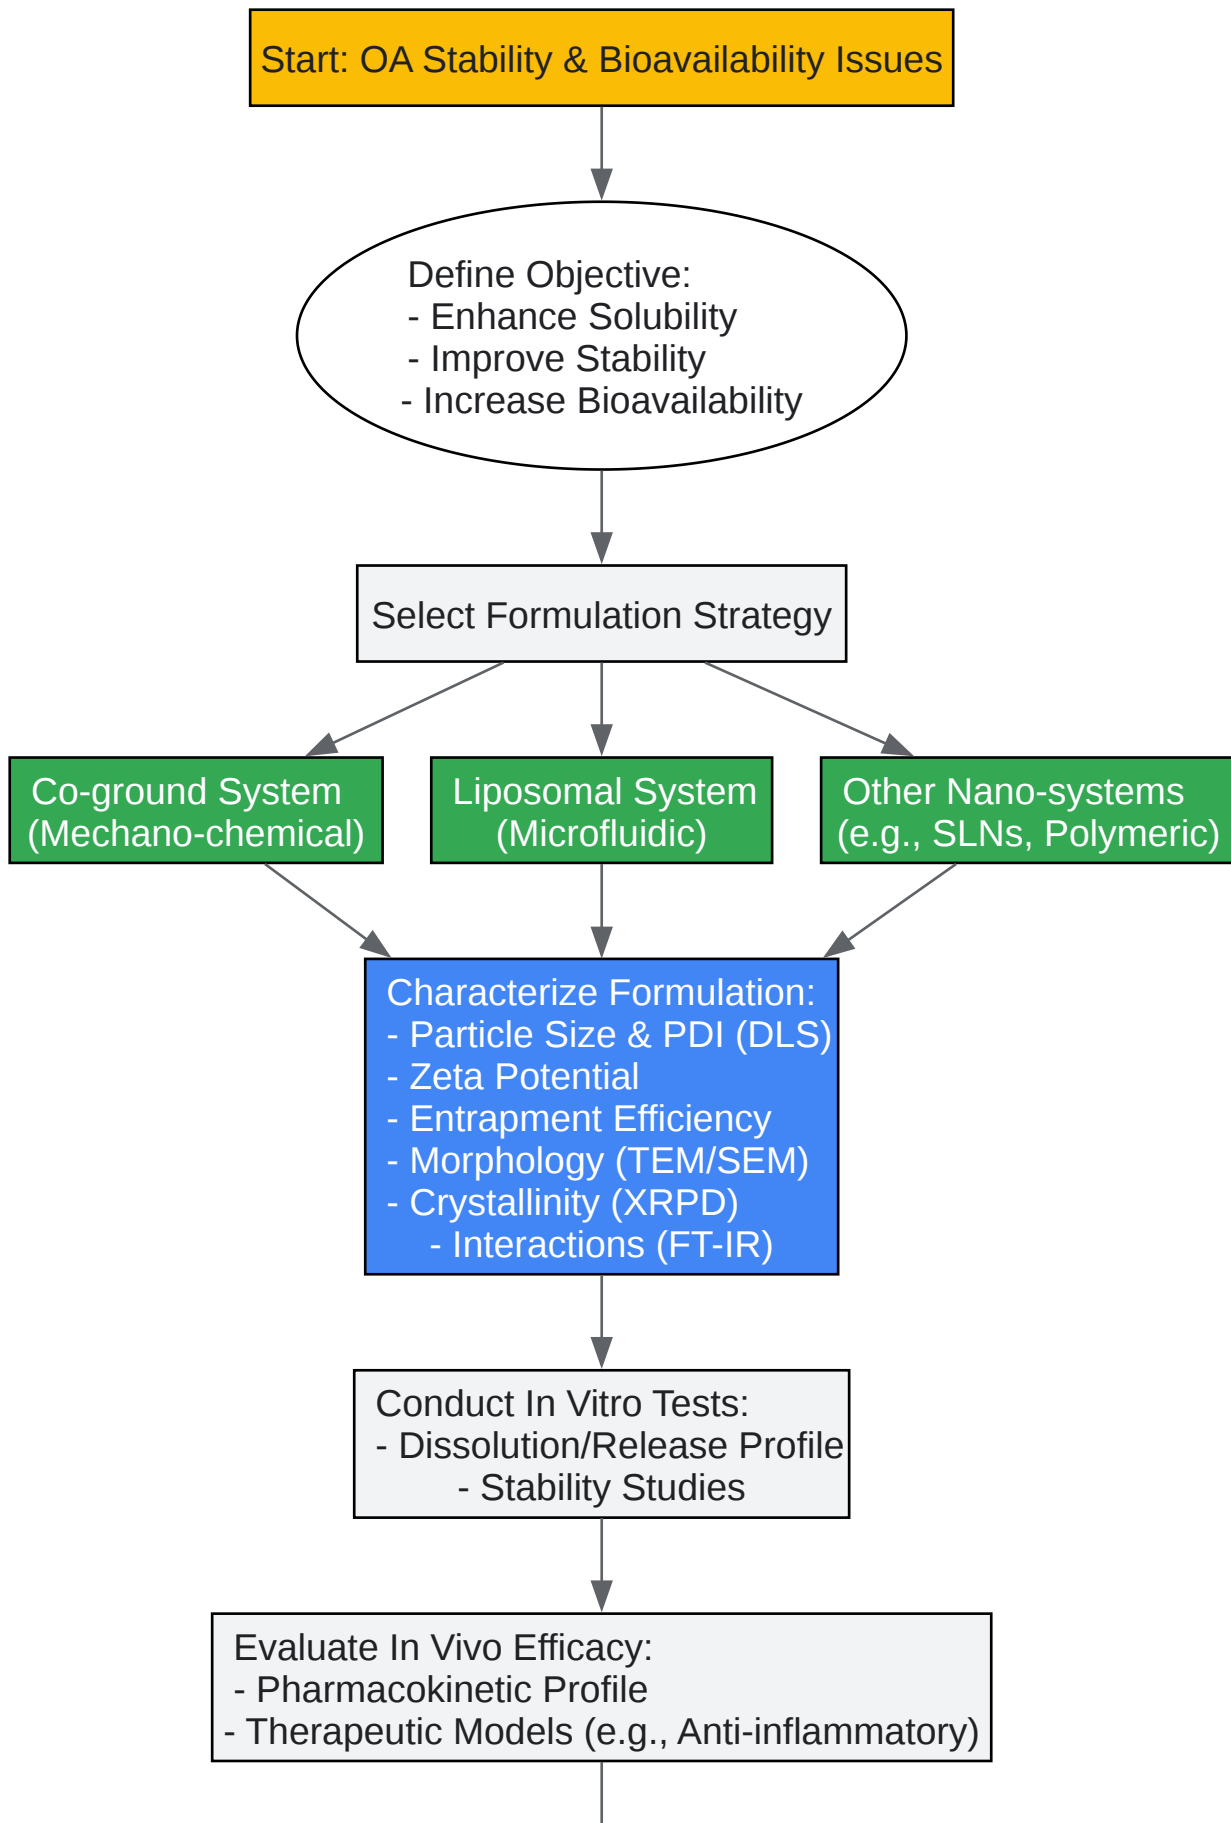 Start: OA Stability & Bioavailability Issues
Define Objective:
- Enhance Solubility
- Improve Stability
- Increase Bioavailability
Select Formulation Strategy
Co-ground System
(Mechano-chemical)
Liposomal System
(Microfluidic)
Other Nano-systems
(e.g., SLNs, Polymeric)
Characterize Formulation:
- Particle Size & PDI (DLS)
- Zeta Potential
- Entrapment Efficiency
- Morphology (TEM/SEM)
- Crystallinity (XRPD)
- Interactions (FT-IR)
Conduct In Vitro Tests:
- Dissolution/Release Profile
- Stability Studies
Evaluate In Vivo Efficacy:
- Pharmacokinetic Profile
- Therapeutic Models (e.g., Anti-inflammatory)